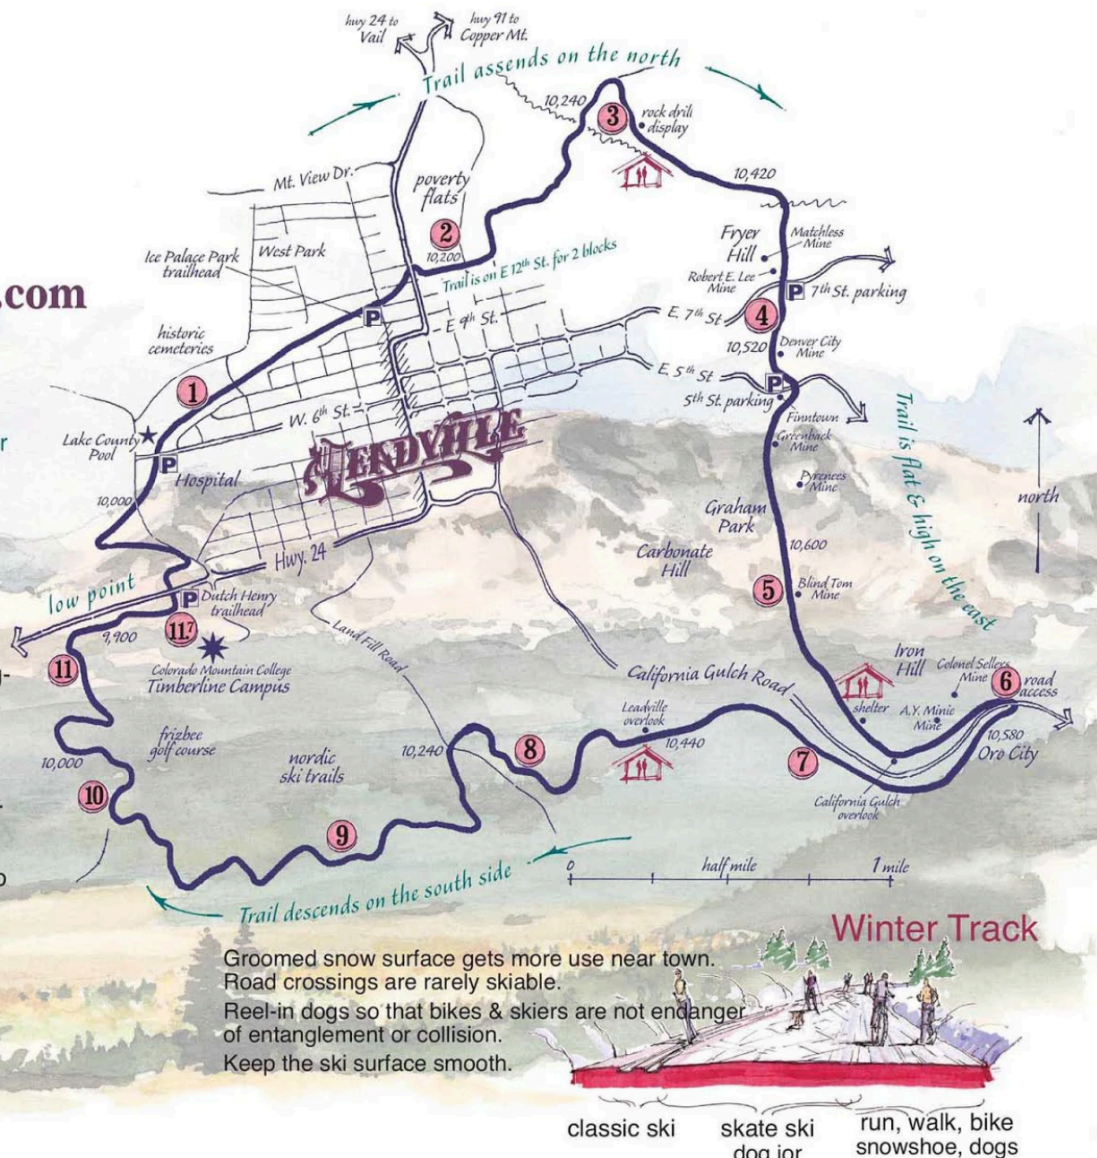 hwy 24 to
Vail
hwy 91 to
Copper Mt.
Trail assends on the north
10,240
3
rock drill
display
10,420
Mt. View Dr.
poverty
flats
2
10,200
Ice Palace Park
trailhead
West Park
Trail is on E 12th St. for 2 blocks
Fryer
Hill
Matchless
Mine
Robert E. Lee
Mine
P
7th St. parking
.com
P
E 9th St.
E. 7th St
4
historic
cemeteries
10,520
Denver City
Mine
1
E. 5th St
P
5th St. parking
Finntown
W. 6th St.
Lake County
Pool
P
Hospital
LEADVILLE
Greenback
Mine
Trail is flat & high on the east
north
10,000
Pyrenees
Mine
Graham
Park
Hwy. 24
Carbonate
Hill
10,600
low point
P
Dutch Henry
trailhead
5
Blind Tom
Mine
9,900
11.7
Land Fill Road
11
Colorado Mountain College
Timberline Campus
California Gulch Road
Iron
Hill
Colonel Sellers
Mine
6
road
access
shelter
A.Y. Minie
Mine
Leadville
overlook
10,440
10,580
Oro City
frizbee
golf course
10,000
nordic
ski trails
10,240
8
7
10
California Gulch
overlook
9
0
half mile
1 mile
Trail descends on the south side
Winter Track
Groomed snow surface gets more use near town.
Road crossings are rarely skiable.
Reel-in dogs so that bikes & skiers are not endanger
of entanglement or collision.
Keep the ski surface smooth.
classic ski
skate ski
dog jor
run, walk, bike
snowshoe, dogs